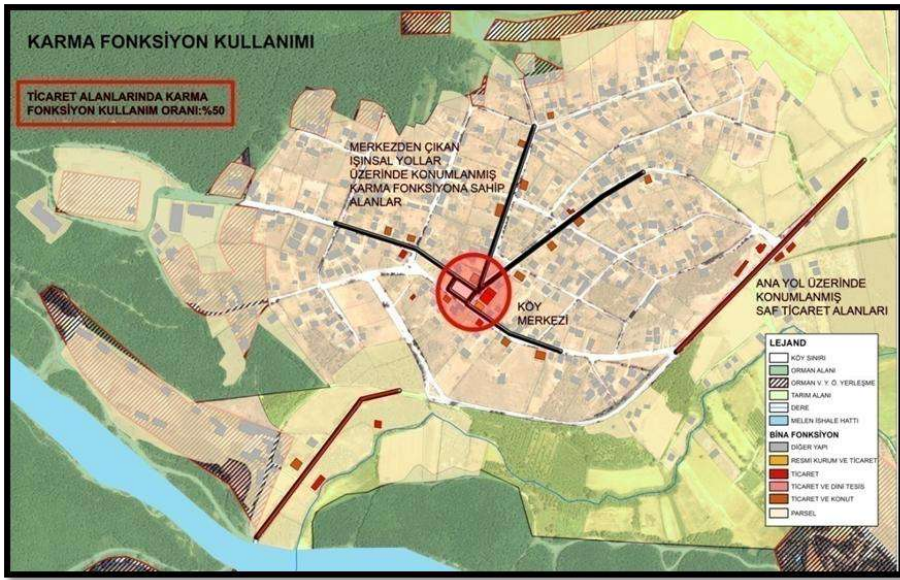 KARMA FONKSİYON KULLANIMI
TİCARET ALANLARINDA KARMA
FONKSİYON KULLANIM ORANI:%50
MERKEZDEN ÇIKAN
IŞINSAL YOLLAR
ÜZERİNDE KONUMLANMIŞ
KARMA FONKSİYONA SAHİP
ALANLAR
KÖY
MERKEZİ
ANA YOL ÜZERİNDE
KONUMLANMIŞ
SAF TİCARET ALANLARI
LEJAND
KÖY SINIRI
ORMAN ALANI
ORMAN V. Y. Ö. YERLEŞME
TARIM ALANI
DERE
MELEN İSHALE HATTI
BİNA FONKSİYON
DİĞER YAPI
RESMİ KURUM VE TİCARET
TİCARET
TİCARET VE DİNİ TESİS
TİCARET VE KONUT
PARSEL